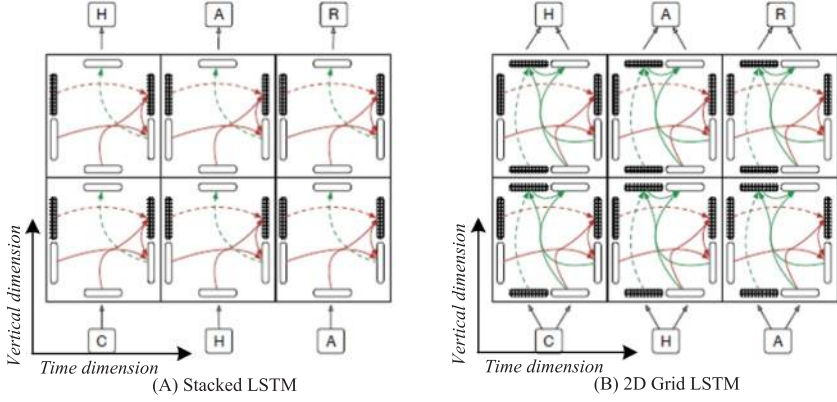 H A R H A R
Vertical dimension
Vertical dimension
C H A C H A
Time dimension
Time dimension
(A) Stacked LSTM
(B) 2D Grid LSTM